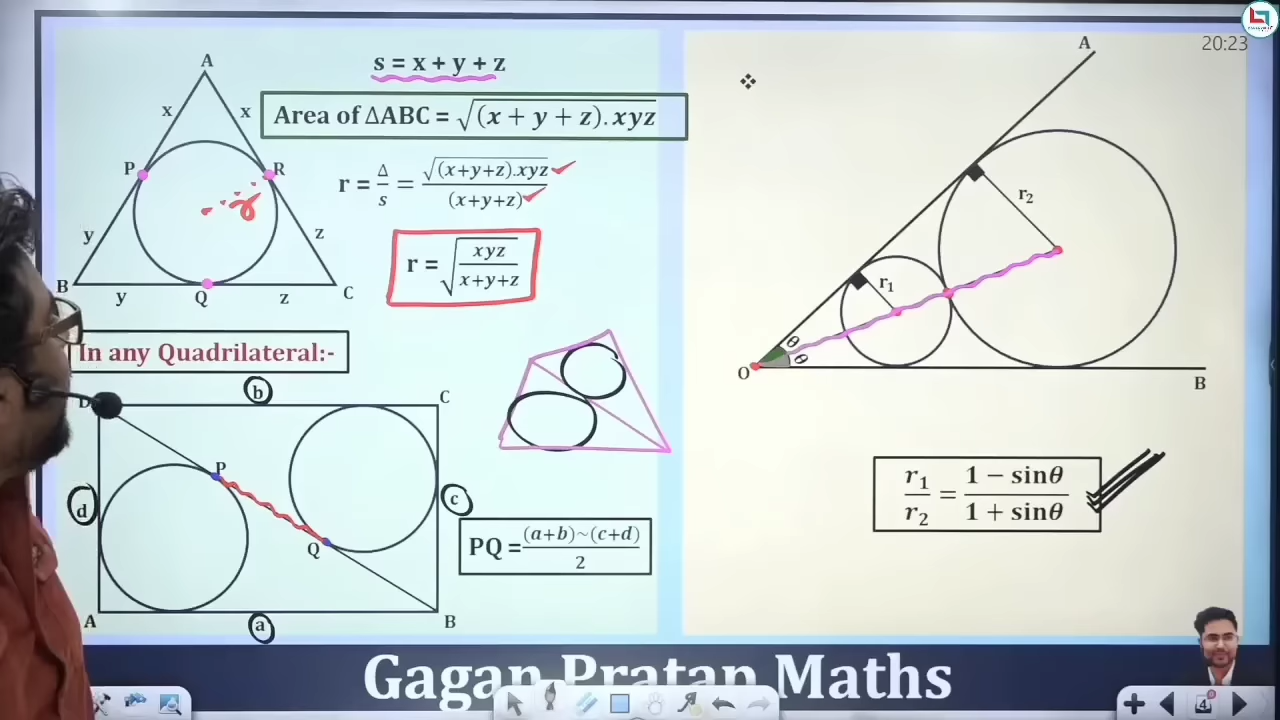 20:23
s = x + y + z
Area of ΔABC = √(x + y + z).xyz
r = Δ/s = √(x+y+z).xyz/(x+y+z)
r = √xyz/x+y+z
A
x x
P R
r
y z
B y Q z C
In any Quadrilateral:-
D b C
P
d c
Q
A a B
PQ = (a+b)~(c+d)/2
A
r₂
r₁
θ
θ
O
B
r₁/r₂ = 1 − sinθ/1 + sinθ
Gagan Pratap Maths
4